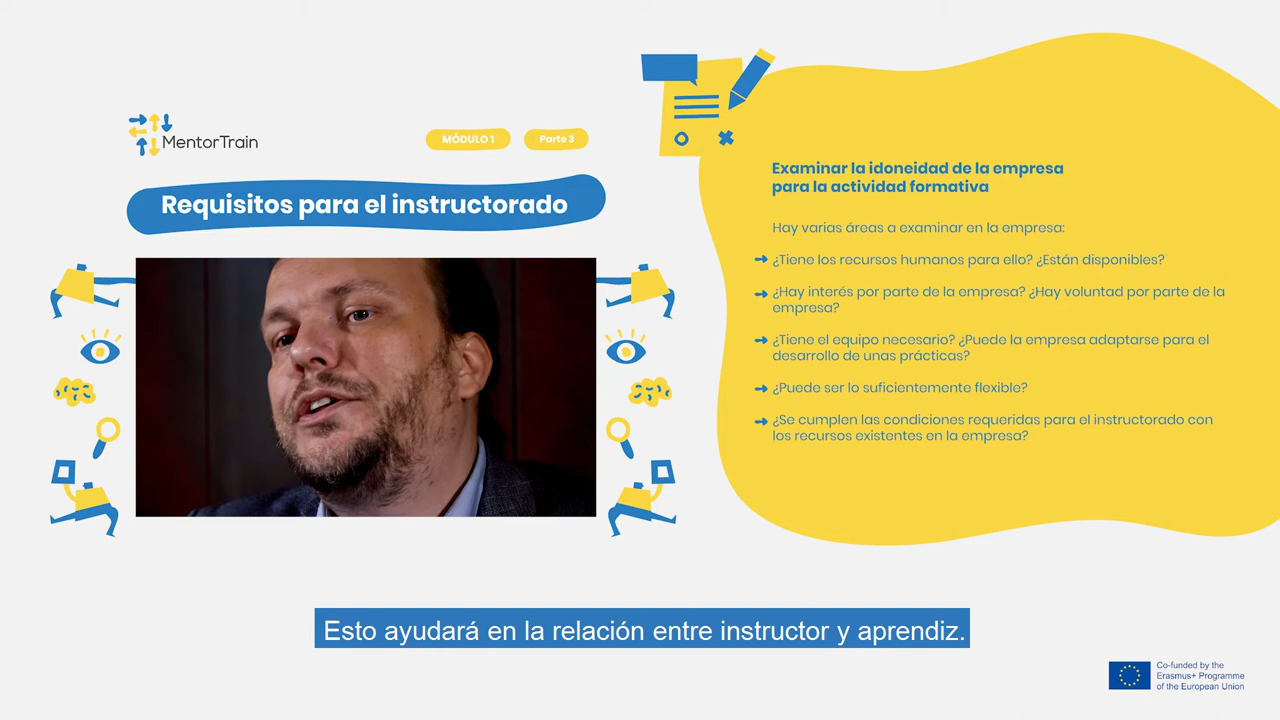 MentorTrain
MÓDULO 1
Parte 3
Requisitos para el instructorado
Examinar la idoneidad de la empresa
para la actividad formativa
Hay varias áreas a examinar en la empresa:
¿Tiene los recursos humanos para ello? ¿Están disponibles?
¿Hay interés por parte de la empresa? ¿Hay voluntad por parte de la
empresa?
¿Tiene el equipo necesario? ¿Puede la empresa adaptarse para el
desarrollo de unas prácticas?
¿Puede ser lo suficientemente flexible?
¿Se cumplen las condiciones requeridas para el instructorado con
los recursos existentes en la empresa?
Esto ayudará en la relación entre instructor y aprendiz.
Co-funded by the
Erasmus+ Programme
of the European Union